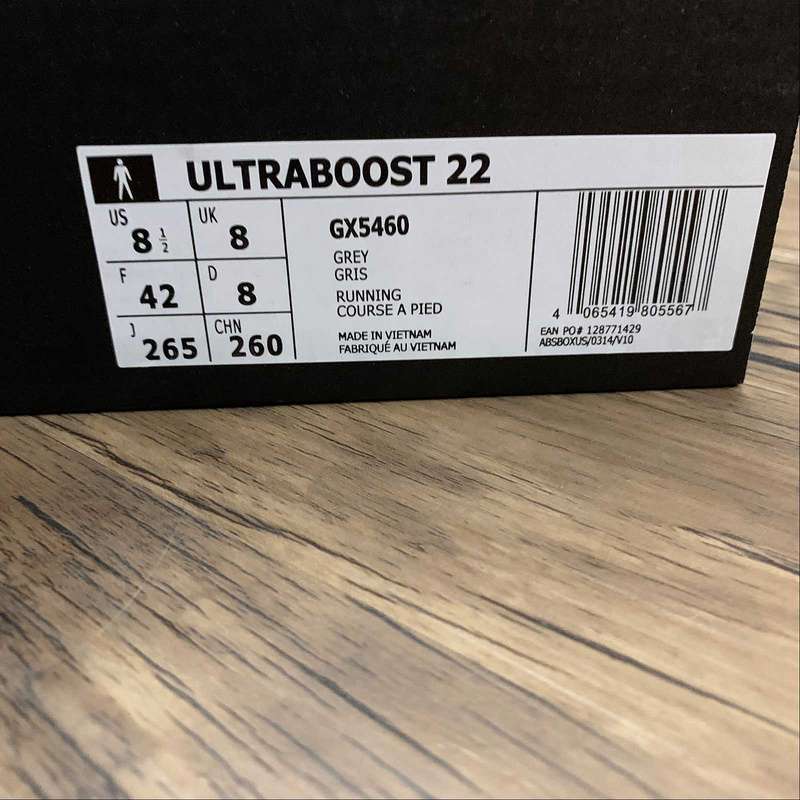 ULTRABOOST 22
US 8 1/2 UK 8
F 42 D 8
J 265 CHN 260
GX5460
GREY
GRIS
RUNNING
COURSE A PIED
MADE IN VIETNAM
FABRIQUÉ AU VIETNAM
4 065419 805567
EAN PO# 128771429
ABSBOXUS/0314/V10